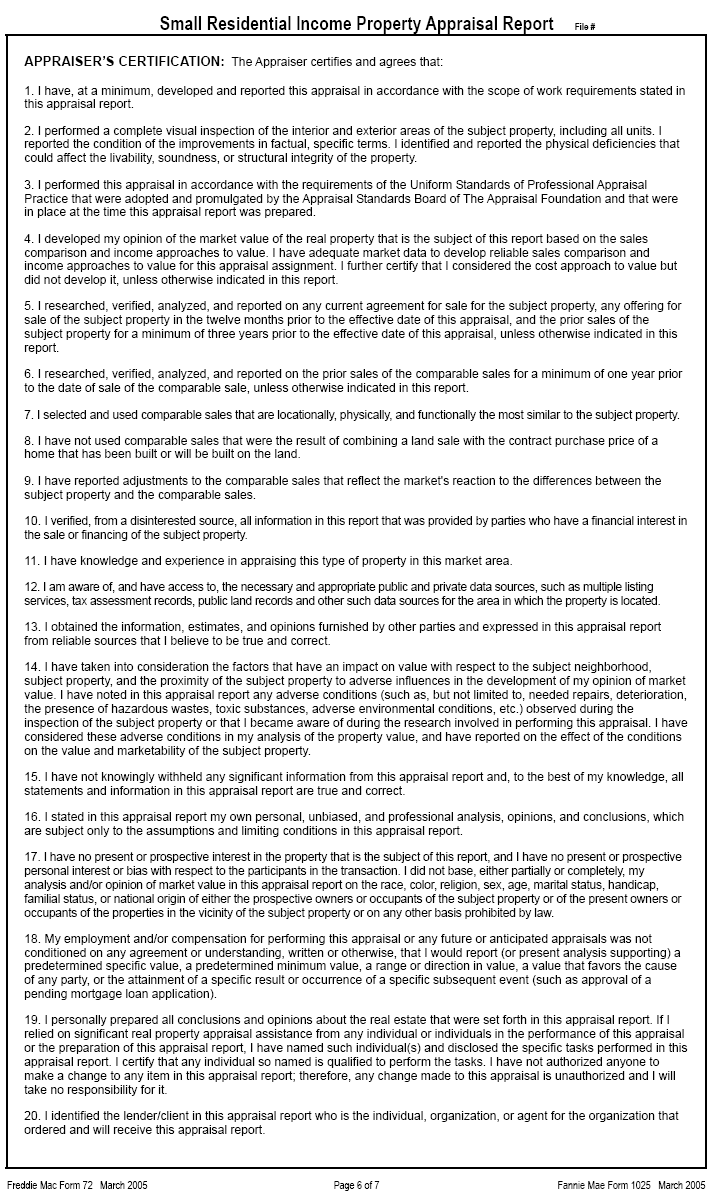 Small Residential Income Property Appraisal Report File #
APPRAISER'S CERTIFICATION: The Appraiser certifies and agrees that:
1. I have, at a minimum, developed and reported this appraisal in accordance with the scope of work requirements stated in
this appraisal report.
2. I performed a complete visual inspection of the interior and exterior areas of the subject property, including all units. I
reported the condition of the improvements in factual, specific terms. I identified and reported the physical deficiencies that
could affect the livability, soundness, or structural integrity of the property.
3. I performed this appraisal in accordance with the requirements of the Uniform Standards of Professional Appraisal
Practice that were adopted and promulgated by the Appraisal Standards Board of The Appraisal Foundation and that were
in place at the time this appraisal report was prepared.
4. I developed my opinion of the market value of the real property that is the subject of this report based on the sales
comparison and income approaches to value. I have adequate market data to develop reliable sales comparison and
income approaches to value for this appraisal assignment. I further certify that I considered the cost approach to value but
did not develop it, unless otherwise indicated in this report.
5. I researched, verified, analyzed, and reported on any current agreement for sale for the subject property, any offering for
sale of the subject property in the twelve months prior to the effective date of this appraisal, and the prior sales of the
subject property for a minimum of three years prior to the effective date of this appraisal, unless otherwise indicated in this
report.
6. I researched, verified, analyzed, and reported on the prior sales of the comparable sales for a minimum of one year prior
to the date of sale of the comparable sale, unless otherwise indicated in this report.
7. I selected and used comparable sales that are locationally, physically, and functionally the most similar to the subject property.
8. I have not used comparable sales that were the result of combining a land sale with the contract purchase price of a
home that has been built or will be built on the land.
9. I have reported adjustments to the comparable sales that reflect the market's reaction to the differences between the
subject property and the comparable sales.
10. I verified, from a disinterested source, all information in this report that was provided by parties who have a financial interest in
the sale or financing of the subject property.
11. I have knowledge and experience in appraising this type of property in this market area.
12. I am aware of, and have access to, the necessary and appropriate public and private data sources, such as multiple listing
services, tax assessment records, public land records and other such data sources for the area in which the property is located.
13. I obtained the information, estimates, and opinions furnished by other parties and expressed in this appraisal report
from reliable sources that I believe to be true and correct.
14. I have taken into consideration the factors that have an impact on value with respect to the subject neighborhood,
subject property, and the proximity of the subject property to adverse influences in the development of my opinion of market
value. I have noted in this appraisal report any adverse conditions (such as, but not limited to, needed repairs, deterioration,
the presence of hazardous wastes, toxic substances, adverse environmental conditions, etc.) observed during the
inspection of the subject property or that I became aware of during the research involved in performing this appraisal. I have
considered these adverse conditions in my analysis of the property value, and have reported on the effect of the conditions
on the value and marketability of the subject property.
15. I have not knowingly withheld any significant information from this appraisal report and, to the best of my knowledge, all
statements and information in this appraisal report are true and correct.
16. I stated in this appraisal report my own personal, unbiased, and professional analysis, opinions, and conclusions, which
are subject only to the assumptions and limiting conditions in this appraisal report.
17. I have no present or prospective interest in the property that is the subject of this report, and I have no present or prospective
personal interest or bias with respect to the participants in the transaction. I did not base, either partially or completely, my
analysis and/or opinion of market value in this appraisal report on the race, color, religion, sex, age, marital status, handicap,
familial status, or national origin of either the prospective owners or occupants of the subject property or of the present owners or
occupants of the properties in the vicinity of the subject property or on any other basis prohibited by law.
18. My employment and/or compensation for performing this appraisal or any future or anticipated appraisals was not
conditioned on any agreement or understanding, written or otherwise, that I would report (or present analysis supporting) a
predetermined specific value, a predetermined minimum value, a range or direction in value, a value that favors the cause
of any party, or the attainment of a specific result or occurrence of a specific subsequent event (such as approval of a
pending mortgage loan application).
19. I personally prepared all conclusions and opinions about the real estate that were set forth in this appraisal report. If I
relied on significant real property appraisal assistance from any individual or individuals in the performance of this appraisal
or the preparation of this appraisal report, I have named such individual(s) and disclosed the specific tasks performed in this
appraisal report. I certify that any individual so named is qualified to perform the tasks. I have not authorized anyone to
make a change to any item in this appraisal report; therefore, any change made to this appraisal is unauthorized and I will
take no responsibility for it.
20. I identified the lender/client in this appraisal report who is the individual, organization, or agent for the organization that
ordered and will receive this appraisal report.
Freddie Mac Form 72 March 2005 Page 6 of 7 Fannie Mae Form 1025 March 2005